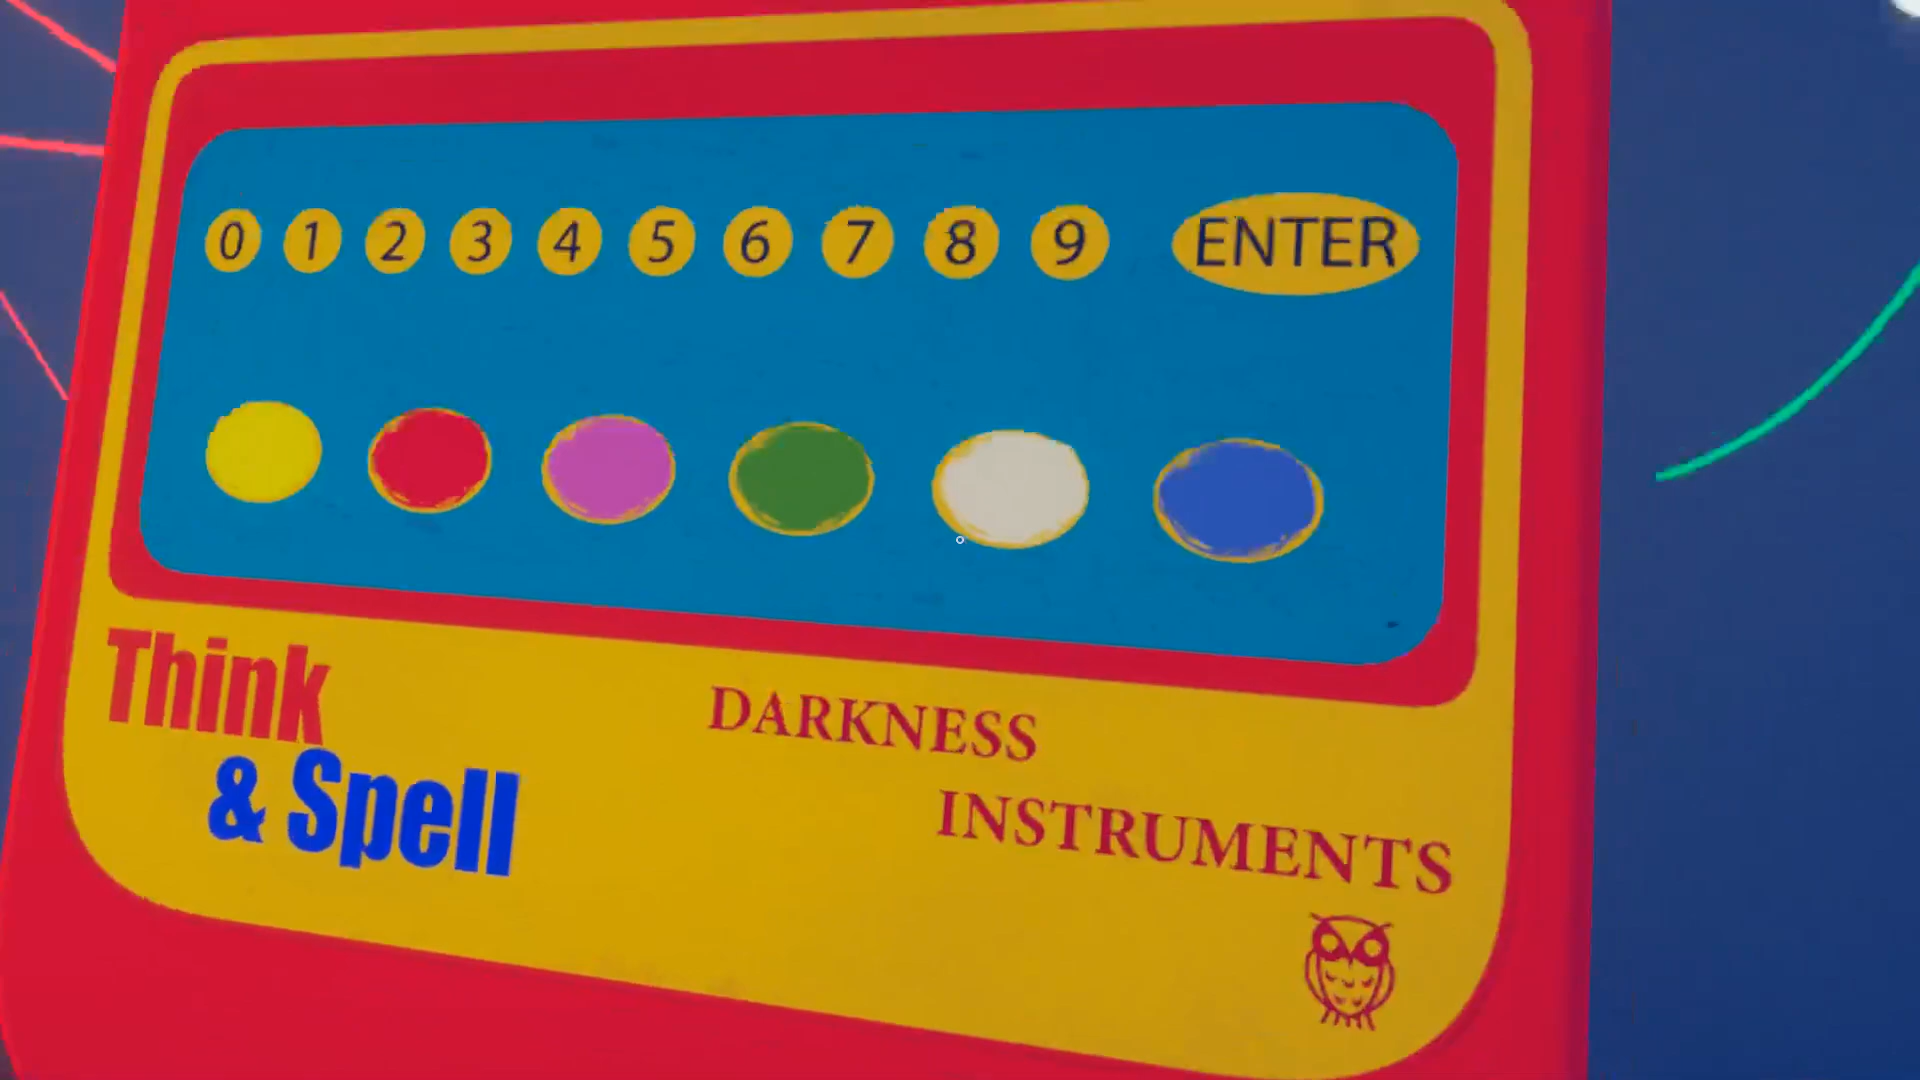 0 1 2 3 4 5 6 7 8 9 ENTER
Think
& Spell
DARKNESS
INSTRUMENTS